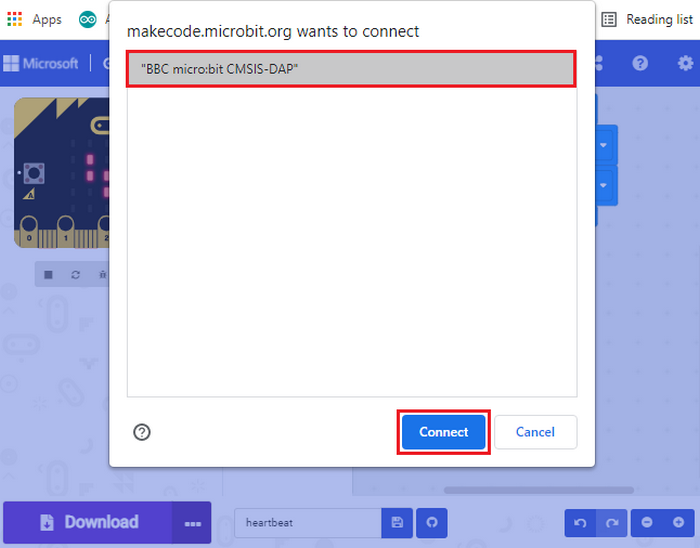 Apps
makecode.microbit.org wants to connect
Reading list
Microsoft
"BBC micro:bit CMSIS-DAP"
A
0 1 2
Connect
Cancel
Download
heartbeat